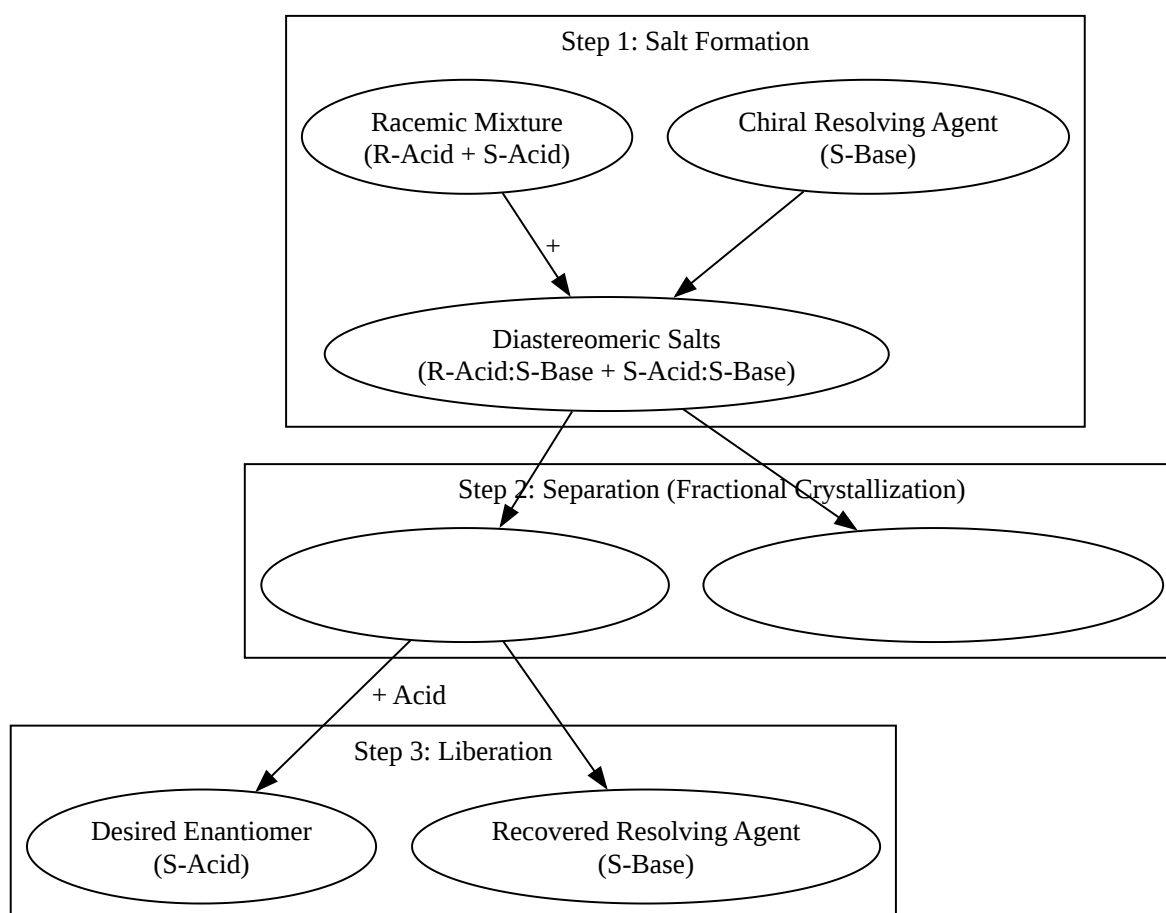 Step 1: Salt Formation
Racemic Mixture
(R-Acid + S-Acid)
Chiral Resolving Agent
(S-Base)
+
Diastereomeric Salts
(R-Acid:S-Base + S-Acid:S-Base)
Step 2: Separation (Fractional Crystallization)
+ Acid
Step 3: Liberation
Desired Enantiomer
(S-Acid)
Recovered Resolving Agent
(S-Base)